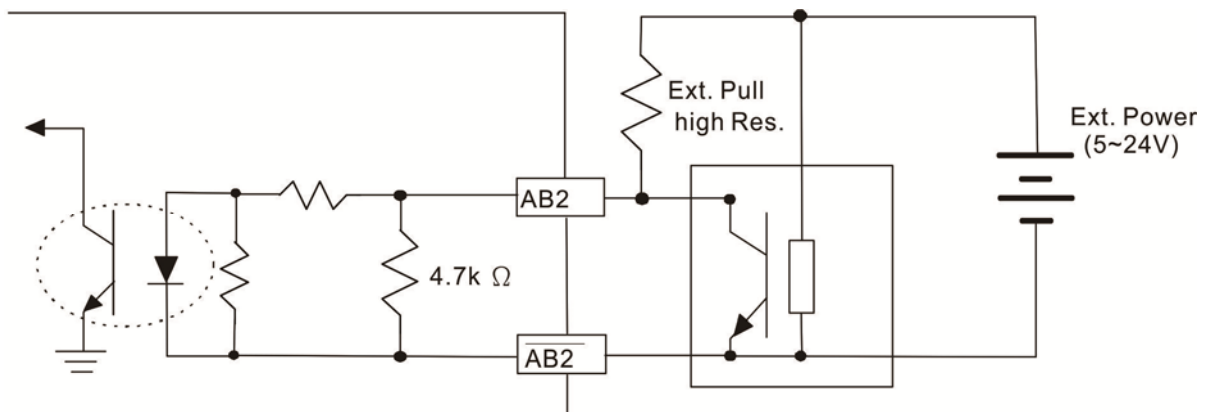 Ext. Pull
high Res.
Ext. Power
(5~24V)
AB2
4.7k Ω
AB2